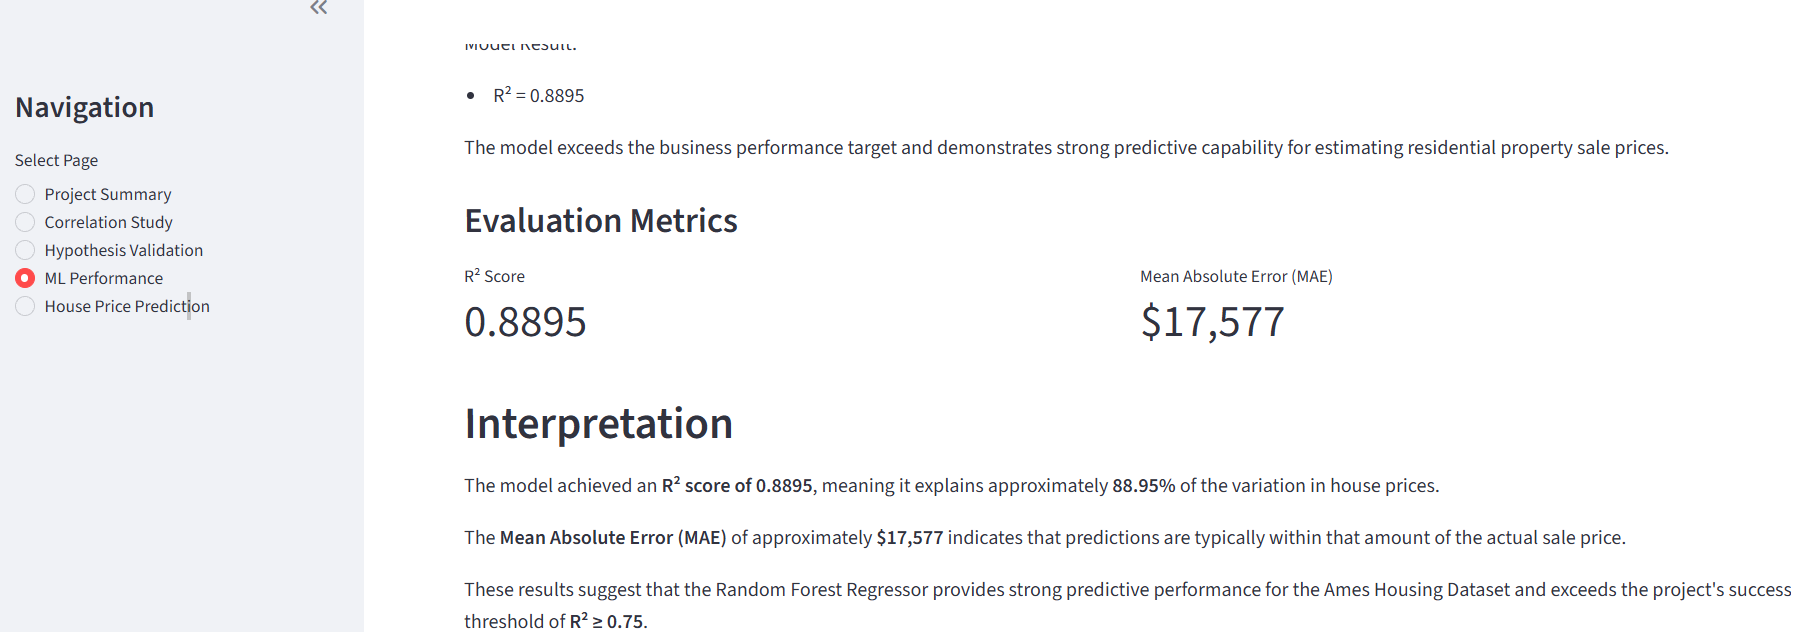 Navigation
Select Page
Project Summary
Correlation Study
Hypothesis Validation
ML Performance
House Price Prediction
Model Result:
• R² = 0.8895
The model exceeds the business performance target and demonstrates strong predictive capability for estimating residential property sale prices.
Evaluation Metrics
R² Score
0.8895
Mean Absolute Error (MAE)
$17,577
Interpretation
The model achieved an R² score of 0.8895, meaning it explains approximately 88.95% of the variation in house prices.
The Mean Absolute Error (MAE) of approximately $17,577 indicates that predictions are typically within that amount of the actual sale price.
These results suggest that the Random Forest Regressor provides strong predictive performance for the Ames Housing Dataset and exceeds the project's success
threshold of R² ≥ 0.75.